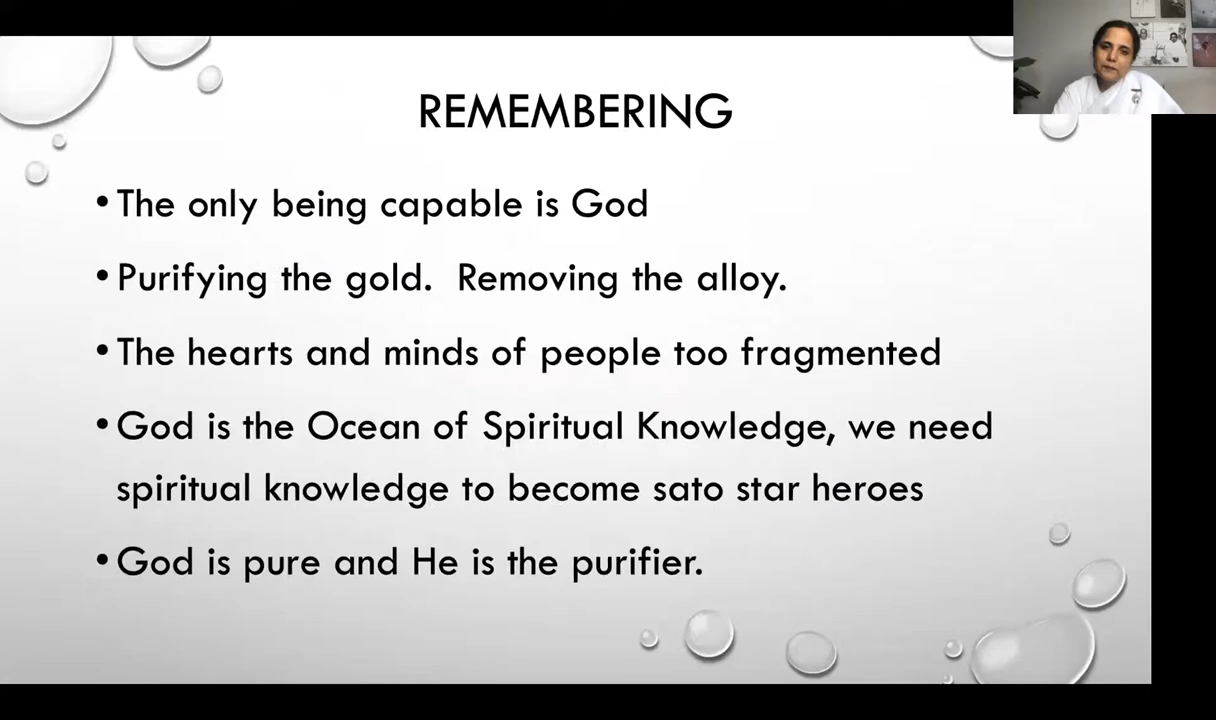 REMEMBERING
• The only being capable is God
• Purifying the gold.  Removing the alloy.
• The hearts and minds of people too fragmented
• God is the Ocean of Spiritual Knowledge, we need
spiritual knowledge to become sato star heroes
• God is pure and He is the purifier.